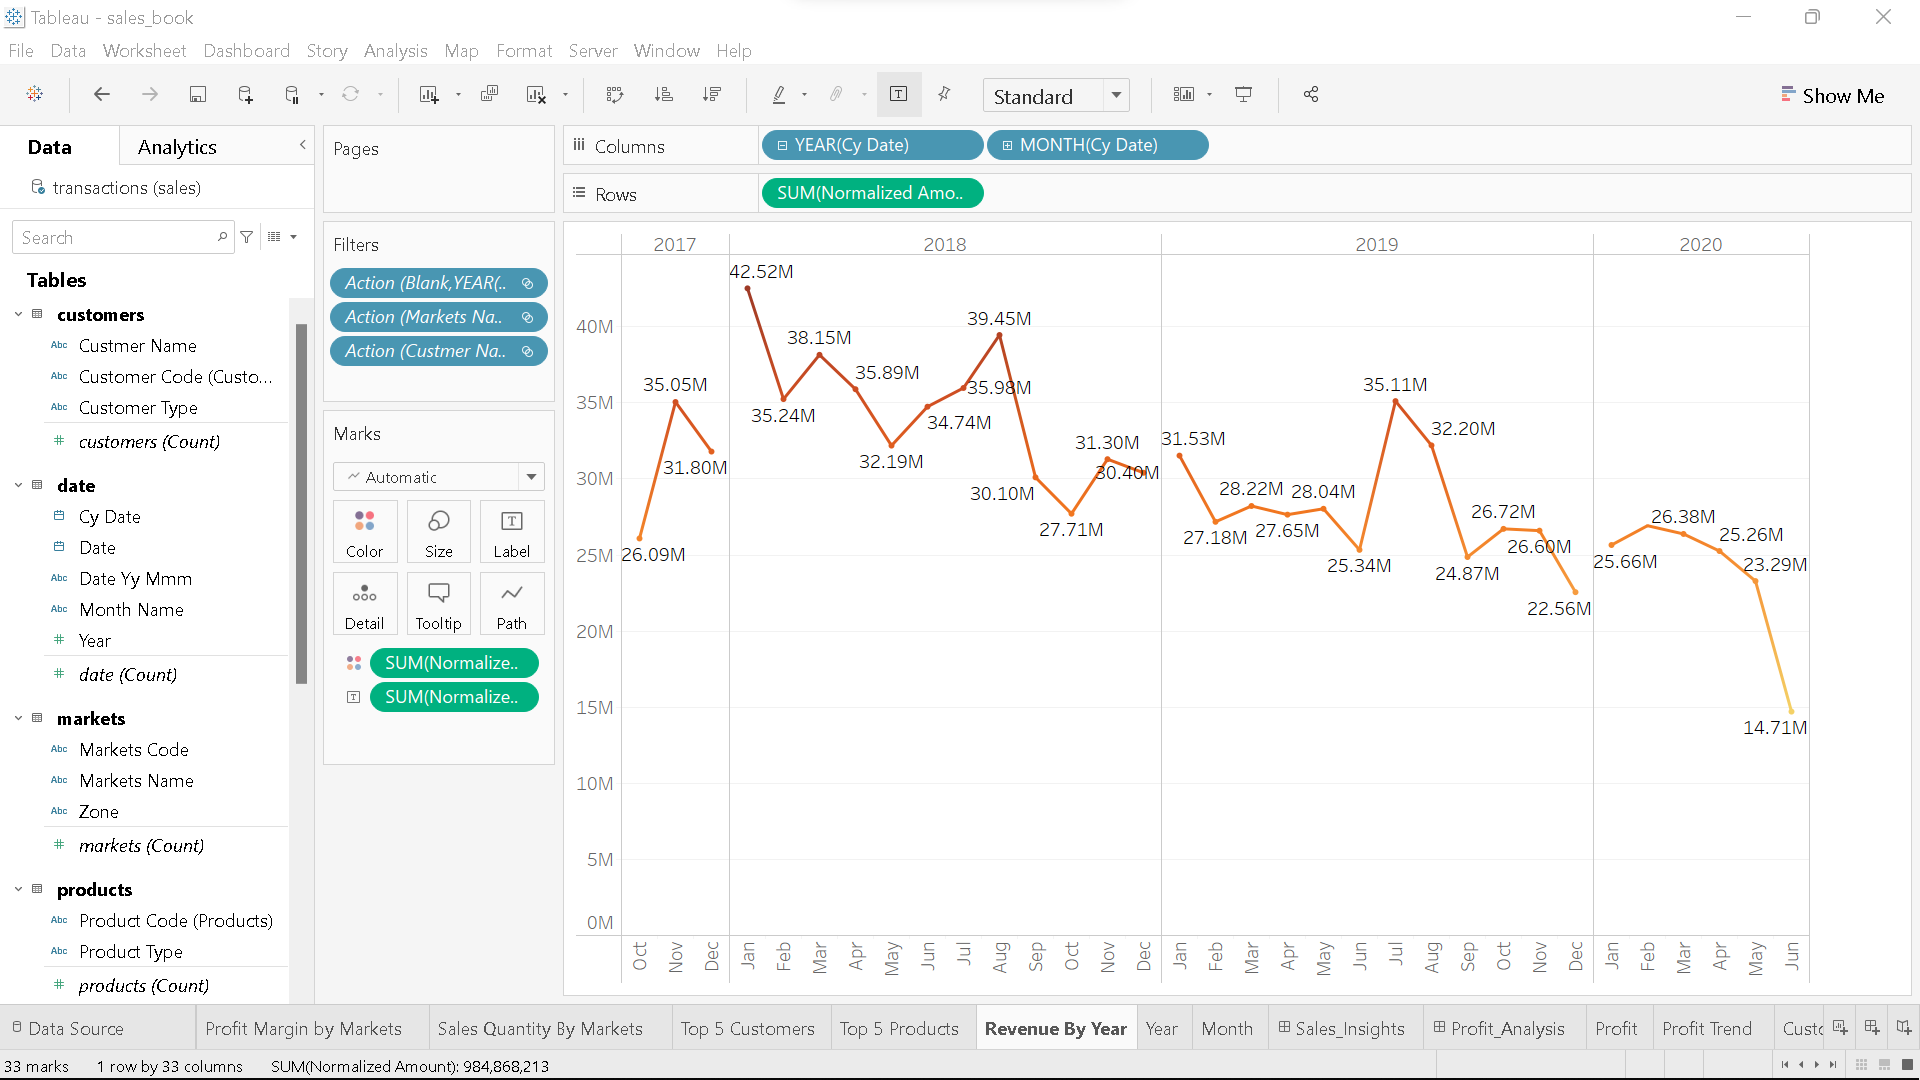 Tableau - sales_book
File Data Worksheet Dashboard Story Analysis Map Format Server Window Help
Standard
Show Me
Data Analytics
transactions (sales)
Search
Tables
customers
Abc Custmer Name
Abc Customer Code (Custo...
Abc Customer Type
# customers (Count)
date
Cy Date
Date
Abc Date Yy Mmm
Abc Month Name
# Year
# date (Count)
markets
Abc Markets Code
Abc Markets Name
Abc Zone
# markets (Count)
products
Abc Product Code (Products)
Abc Product Type
# products (Count)
Pages
Filters
Action (Blank,YEAR(..
Action (Markets Na..
Action (Custmer Na..
Marks
Automatic
Color Size Label
Detail Tooltip Path
SUM(Normalize..
SUM(Normalize..
Columns YEAR(Cy Date) MONTH(Cy Date)
Rows SUM(Normalized Amo..
2017 2018 2019 2020
40M
35M
30M
25M
20M
15M
10M
5M
0M
26.09M
35.05M
31.80M
42.52M
35.24M
38.15M
35.89M
32.19M
34.74M
35.98M
39.45M
30.10M
27.71M
31.30M
30.40M
31.53M
27.18M
28.22M
27.65M
28.04M
25.34M
35.11M
32.20M
24.87M
26.72M
26.60M
22.56M
25.66M
26.38M
25.26M
23.29M
14.71M
Oct Nov Dec Jan Feb Mar Apr May Jun Jul Aug Sep Oct Nov Dec Jan Feb Mar Apr May Jun Jul Aug Sep Oct Nov Dec Jan Feb Mar Apr May Jun
Data Source Profit Margin by Markets Sales Quantity By Markets Top 5 Customers Top 5 Products Revenue By Year Year Month Sales_Insights Profit_Analysis Profit Profit Trend Custo
33 marks 1 row by 33 columns SUM(Normalized Amount): 984,868,213